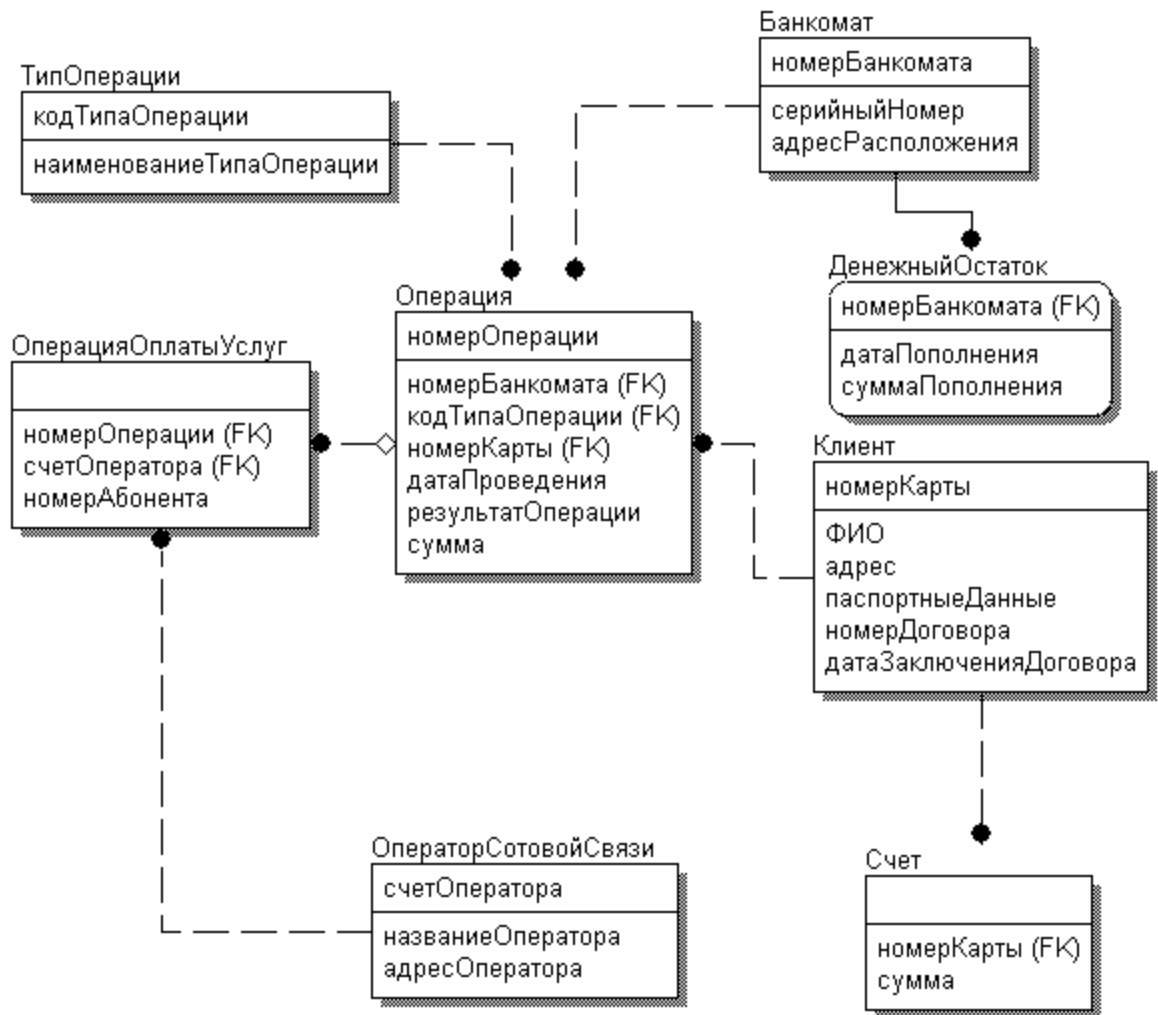 Банкомат
номерБанкомата
серийныйНомер
адресРасположения
ТипОперации
кодТипаОперации
наименованиеТипаОперации
ДенежныйОстаток
номерБанкомата (FK)
датаПополнения
суммаПополнения
Операция
номерОперации
номерБанкомата (FK)
кодТипаОперации (FK)
номерКарты (FK)
датаПроведения
результатОперации
сумма
ОперацияОплатыУслуг
номерОперации (FK)
счетОператора (FK)
номерАбонента
Клиент
номерКарты
ФИО
адрес
паспортныеДанные
номерДоговора
датаЗаключенияДоговора
ОператорСотовойСвязи
счетОператора
названиеОператора
адресОператора
Счет
номерКарты (FK)
сумма